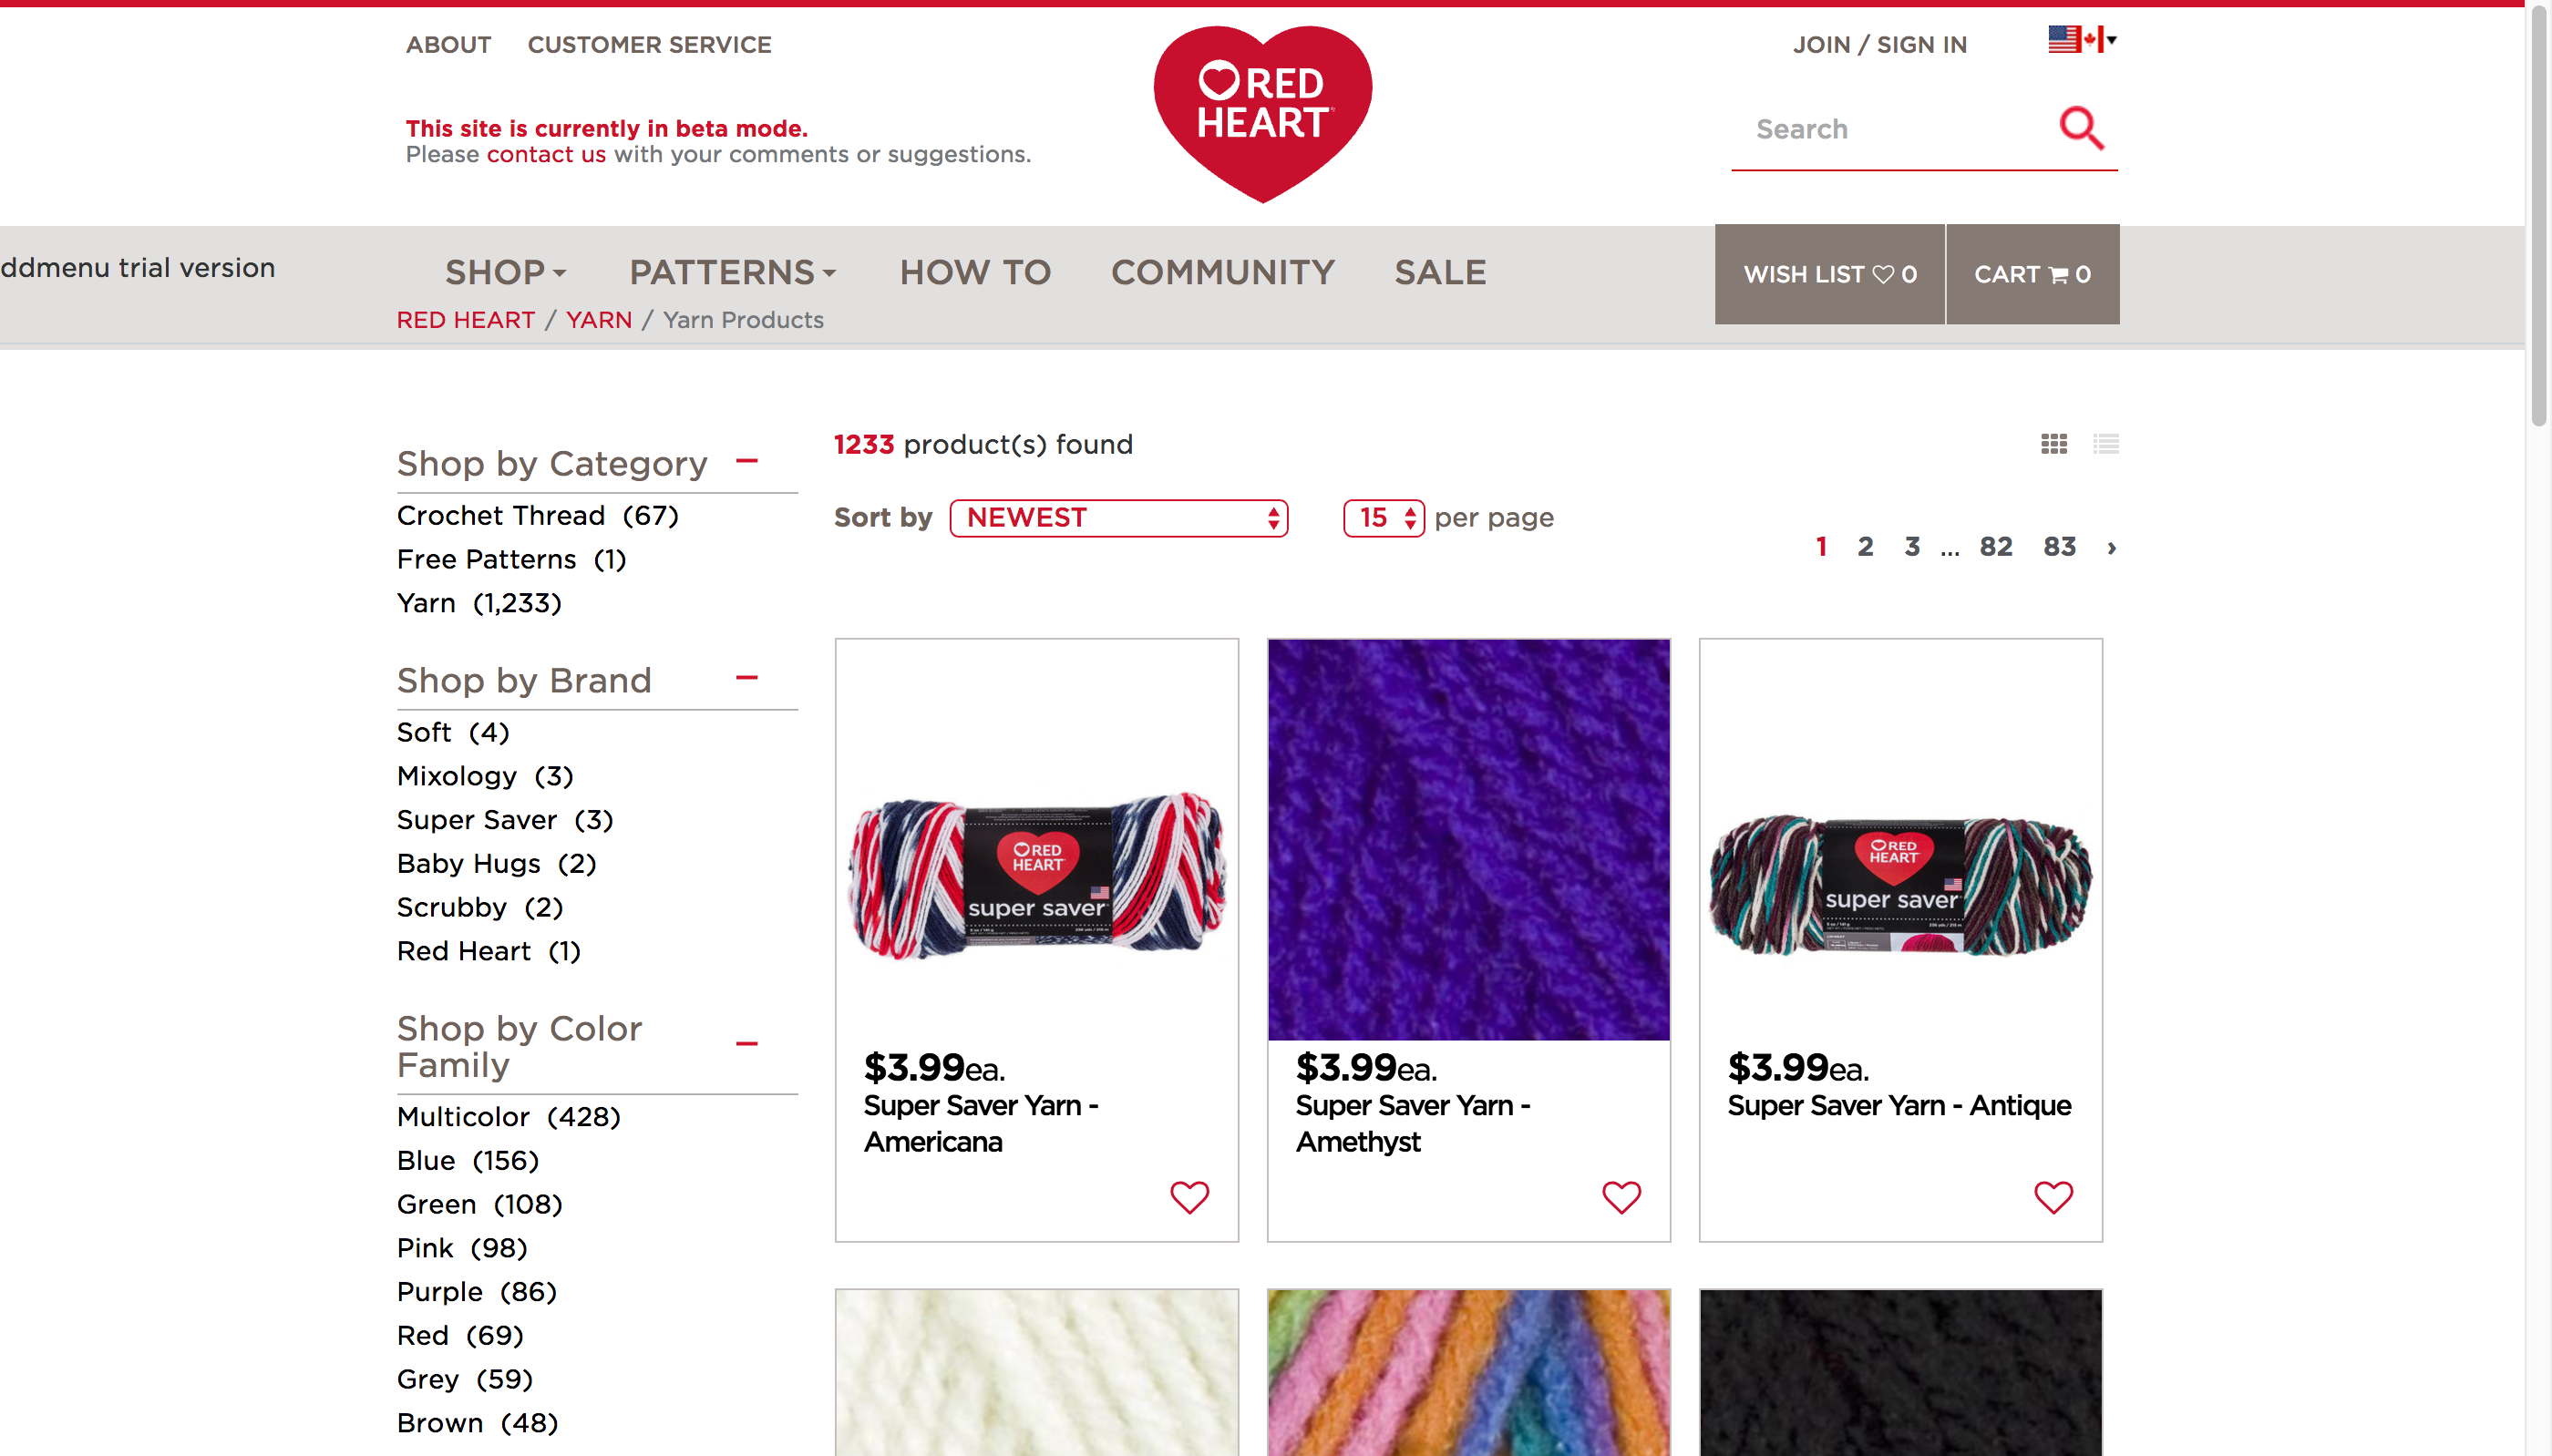 ABOUT CUSTOMER SERVICE
JOIN / SIGN IN
This site is currently in beta mode.
Please contact us with your comments or suggestions.
RED
HEART
Search
ddmenu trial version
SHOP PATTERNS HOW TO COMMUNITY SALE
WISH LIST 0 CART 0
RED HEART / YARN / Yarn Products
Shop by Category
Crochet Thread (67)
Free Patterns (1)
Yarn (1,233)
Shop by Brand
Soft (4)
Mixology (3)
Super Saver (3)
Baby Hugs (2)
Scrubby (2)
Red Heart (1)
Shop by Color
Family
Multicolor (428)
Blue (156)
Green (108)
Pink (98)
Purple (86)
Red (69)
Grey (59)
Brown (48)
1233 product(s) found
Sort by NEWEST 15 per page
1 2 3 ... 82 83 ›
RED
HEART
super saver
$3.99ea.
Super Saver Yarn -
Americana
$3.99ea.
Super Saver Yarn -
Amethyst
RED
HEART
super saver
$3.99ea.
Super Saver Yarn - Antique